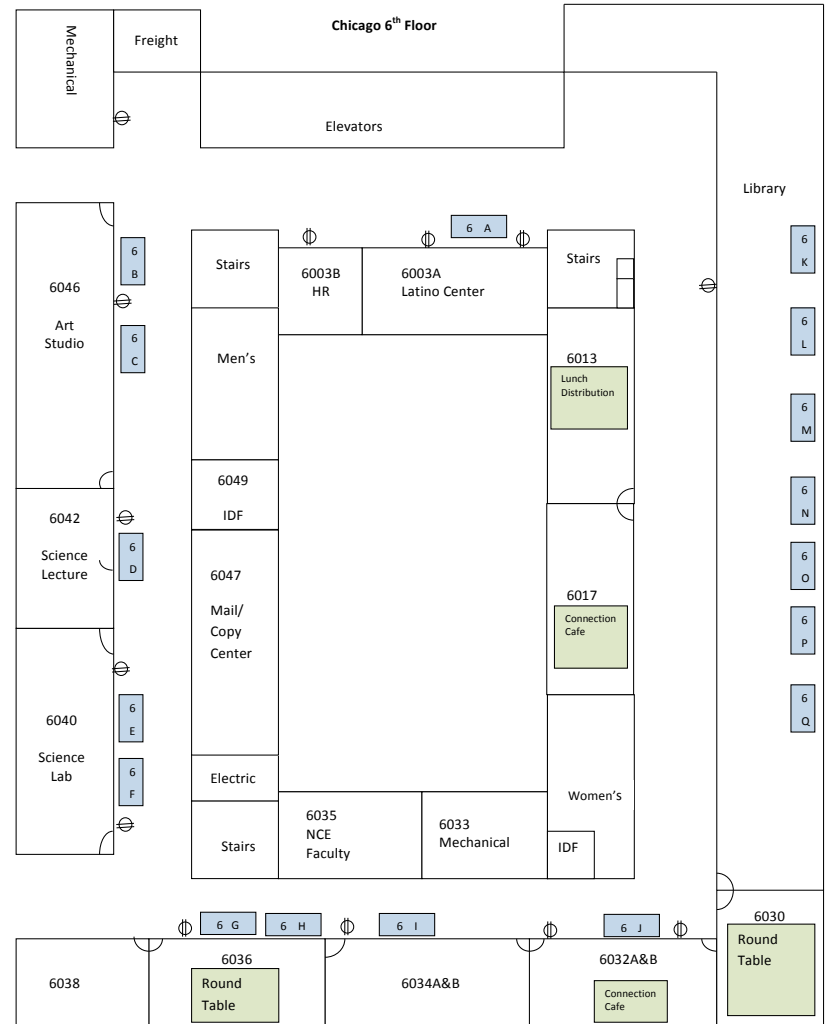 Chicago 6th Floor
Mechanical
Freight
Elevators
Library
6 A
6
B
6
K
Stairs
6003B
HR
6003A
Latino Center
Stairs
6046
Art
Studio
6
C
6
L
Men's
6013
Lunch
Distribution
6
M
6049
IDF
6
N
6042
Science
Lecture
6
D
6
O
6047
Mail/
Copy
Center
6017
Connection
Cafe
6
P
6040
Science
Lab
6
E
6
Q
6
F
Electric
Women's
6035
NCE
Faculty
6033
Mechanical
Stairs
IDF
6 G
6 H
6 I
6 J
6030
Round
Table
6038
6036
Round
Table
6034A&B
6032A&B
Connection
Cafe